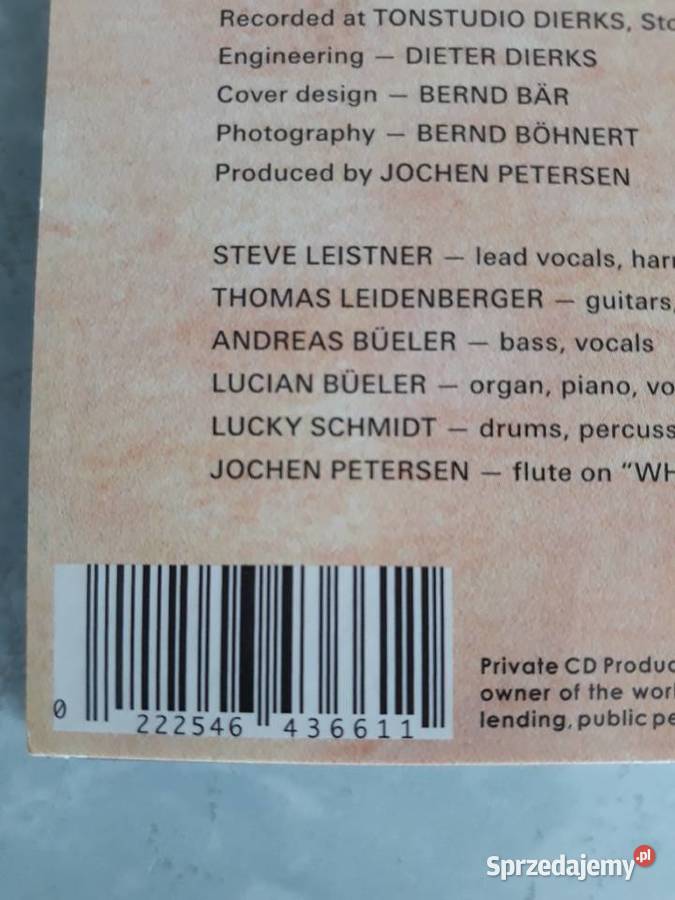 Recorded at TONSTUDIO DIERKS,
Engineering — DIETER DIERKS
Cover design — BERND BÄR
Photography — BERND BÖHNERT
Produced by JOCHEN PETERSEN
STEVE LEISTNER — lead vocals,
THOMAS LEIDENBERGER — guitars,
ANDREAS BÜELER — bass, vocals
LUCIAN BÜELER — organ, piano,
LUCKY SCHMIDT — drums,
JOCHEN PETERSEN — flute on
Private CD
owner of the
lending, public
0 222546 436611
Sprzedajemy.pl